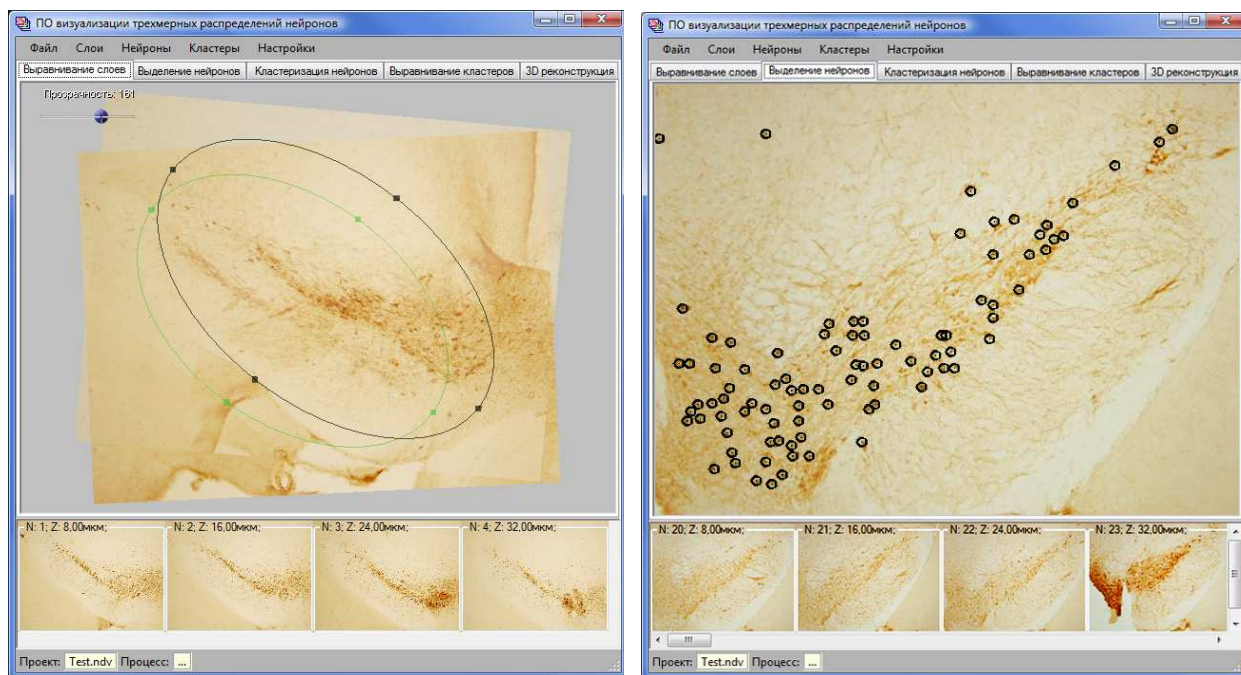 ПО визуализации трехмерных распределений нейронов
Файл Слои Нейроны Кластеры Настройки
Выравнивание слоев Выделение нейронов Кластеризация нейронов Выравнивание кластеров 3D реконструкция
Прозрачность: 161
N: 1; Z: 8,00мкм; N: 2; Z: 16,00мкм; N: 3; Z: 24,00мкм; N: 4; Z: 32,00мкм;
Проект: Test.ndv Процесс: ...
ПО визуализации трехмерных распределений нейронов
Файл Слои Нейроны Кластеры Настройки
Выравнивание слоев Выделение нейронов Кластеризация нейронов Выравнивание кластеров 3D реконструкция
N: 20; Z: 8,00мкм; N: 21; Z: 16,00мкм; N: 22; Z: 24,00мкм; N: 23; Z: 32,00мкм;
Проект: Test.ndv Процесс: ...